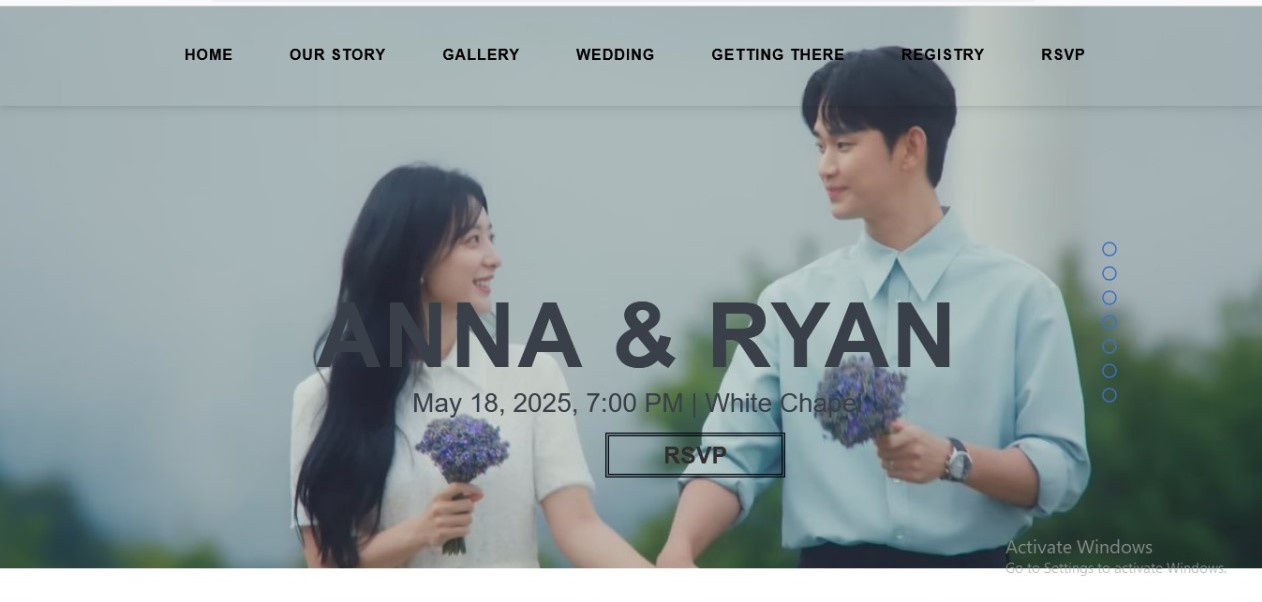 HOME OUR STORY GALLERY WEDDING GETTING THERE REGISTRY RSVP
ANNA & RYAN
May 18, 2025, 7:00 PM | White Chapel
RSVP
Activate Windows
Go to Settings to activate Windows.